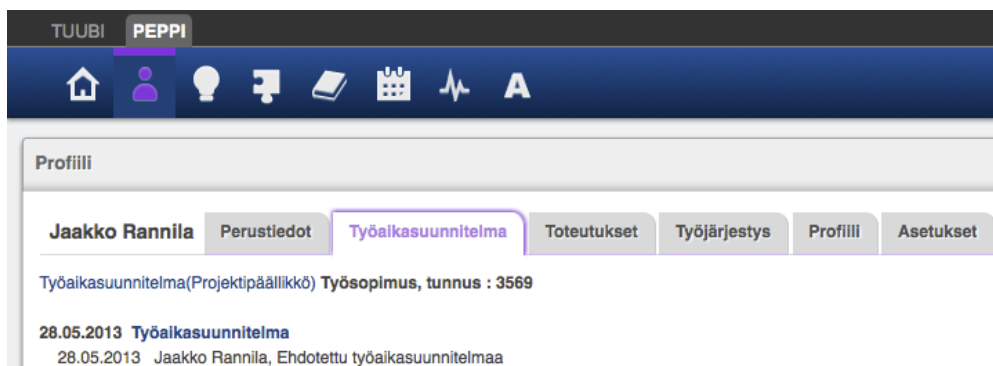 TUUBI PEPPI
A
Profiili
Jaakko Rannila Perustiedot Työaikasuunnitelma Toteutukset Työjärjestys Profiili Asetukset
Työaikasuunnitelma(Projektipäällikkö) Työsopimus, tunnus : 3569
28.05.2013 Työaikasuunnitelma
28.05.2013 Jaakko Rannila, Ehdotettu työaikasuunnitelmaa